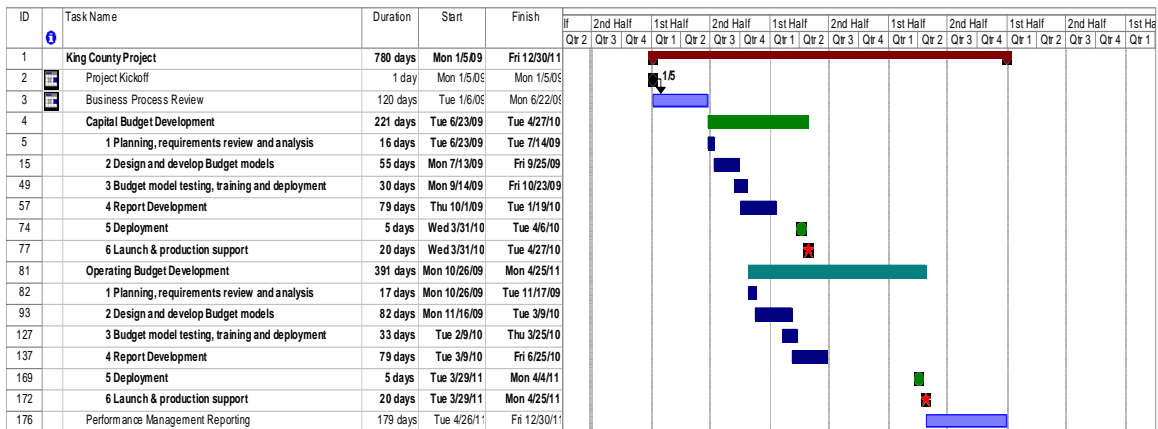 ID Task Name Duration Start Finish lf 2nd Half 1st Half 2nd Half 1st Half 2nd Half 1st Half 2nd Half 1st Half 2nd Half 1st Ha
Qtr 2 Qtr 3 Qtr 4 Qtr 1 Qtr 2 Qtr 3 Qtr 4 Qtr 1 Qtr 2 Qtr 3 Qtr 4 Qtr 1 Qtr 2 Qtr 3 Qtr 4 Qtr 1 Qtr 2 Qtr 3 Qtr 4 Qtr 1
1 King County Project 780 days Mon 1/5/09 Fri 12/30/11
2 Project Kickoff 1 day Mon 1/5/09 Mon 1/5/09 1/5
3 Business Process Review 120 days Tue 1/6/09 Mon 6/22/09
4 Capital Budget Development 221 days Tue 6/23/09 Tue 4/27/10
5 1 Planning, requirements review and analysis 16 days Tue 6/23/09 Tue 7/14/09
15 2 Design and develop Budget models 55 days Mon 7/13/09 Fri 9/25/09
49 3 Budget model testing, training and deployment 30 days Mon 9/14/09 Fri 10/23/09
57 4 Report Development 79 days Thu 10/1/09 Tue 1/19/10
74 5 Deployment 5 days Wed 3/31/10 Tue 4/6/10
77 6 Launch & production support 20 days Wed 3/31/10 Tue 4/27/10
81 Operating Budget Development 391 days Mon 10/26/09 Mon 4/25/11
82 1 Planning, requirements review and analysis 17 days Mon 10/26/09 Tue 11/17/09
93 2 Design and develop Budget models 82 days Mon 11/16/09 Tue 3/9/10
127 3 Budget model testing, training and deployment 33 days Tue 2/9/10 Thu 3/25/10
137 4 Report Development 79 days Tue 3/9/10 Fri 6/25/10
169 5 Deployment 5 days Tue 3/29/11 Mon 4/4/11
172 6 Launch & production support 20 days Tue 3/29/11 Mon 4/25/11
176 Performance Management Reporting 179 days Tue 4/26/11 Fri 12/30/11